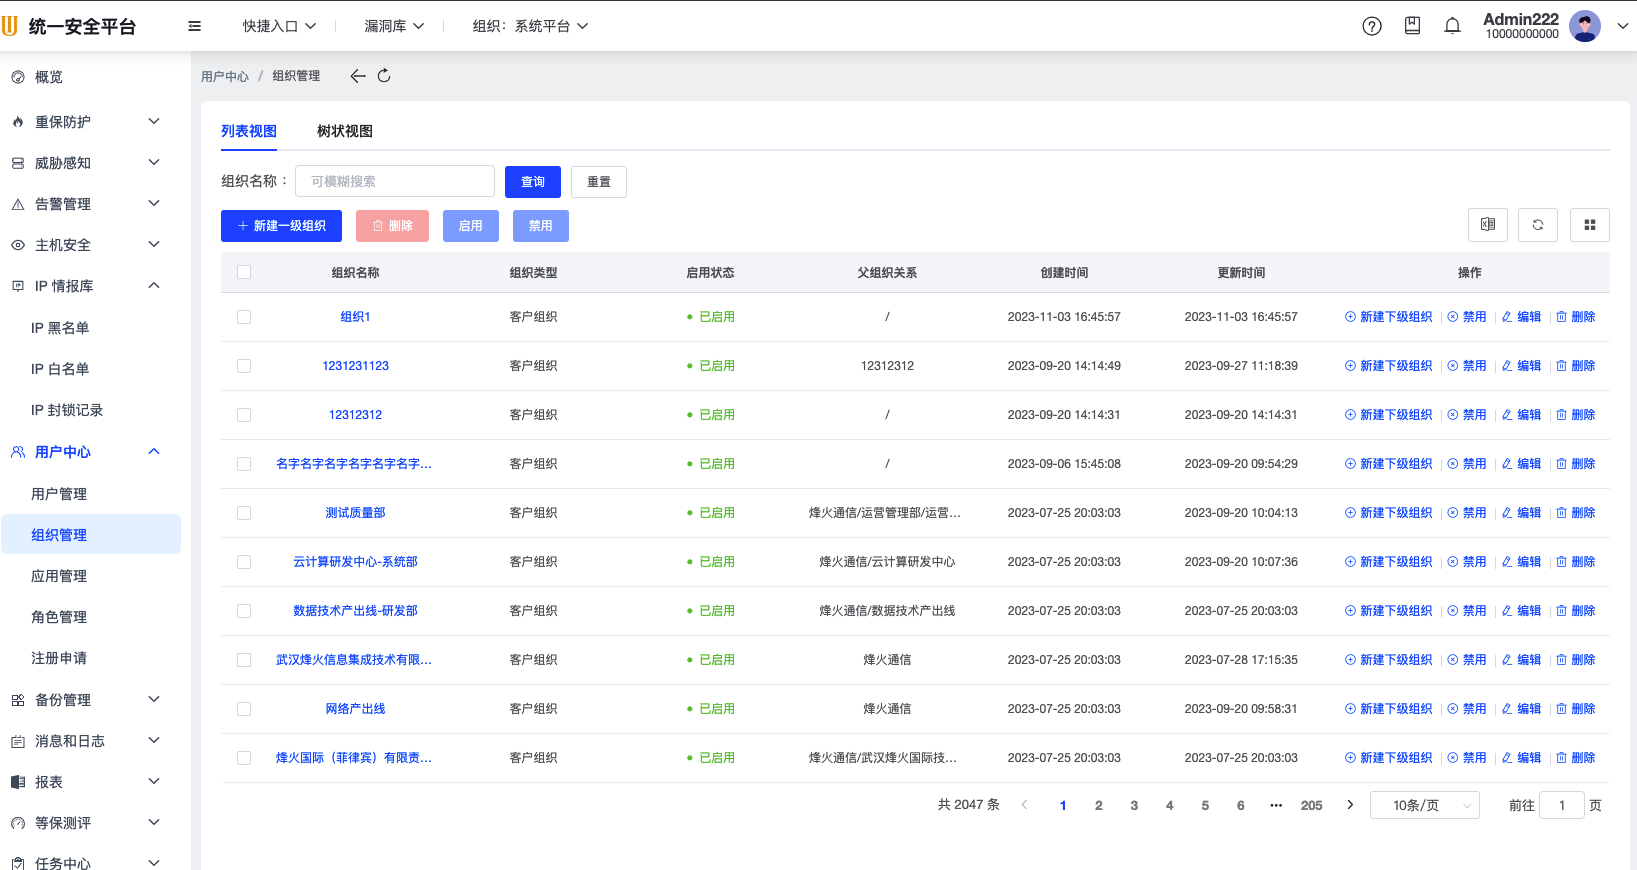 统一安全平台
快捷入口
漏洞库
组织：系统平台
Admin222
10000000000
概览
重保防护
威胁感知
告警管理
主机安全
IP 情报库
IP 黑名单
IP 白名单
IP 封锁记录
用户中心
用户管理
组织管理
应用管理
角色管理
注册申请
备份管理
消息和日志
报表
等保测评
任务中心
用户中心 / 组织管理
列表视图 树状视图
组织名称： 可模糊搜索 查询 重置
新建一级组织 删除 启用 禁用
组织名称 组织类型 启用状态 父组织关系 创建时间 更新时间 操作
组织1 客户组织 已启用 / 2023-11-03 16:45:57 2023-11-03 16:45:57 新建下级组织 禁用 编辑 删除
1231231123 客户组织 已启用 12312312 2023-09-20 14:14:49 2023-09-27 11:18:39 新建下级组织 禁用 编辑 删除
12312312 客户组织 已启用 / 2023-09-20 14:14:31 2023-09-20 14:14:31 新建下级组织 禁用 编辑 删除
名字名字名字名字名字名字... 客户组织 已启用 / 2023-09-06 15:45:08 2023-09-20 09:54:29 新建下级组织 禁用 编辑 删除
测试质量部 客户组织 已启用 烽火通信/运营管理部/运营... 2023-07-25 20:03:03 2023-09-20 10:04:13 新建下级组织 禁用 编辑 删除
云计算研发中心-系统部 客户组织 已启用 烽火通信/云计算研发中心 2023-07-25 20:03:03 2023-09-20 10:07:36 新建下级组织 禁用 编辑 删除
数据技术产出线-研发部 客户组织 已启用 烽火通信/数据技术产出线 2023-07-25 20:03:03 2023-07-25 20:03:03 新建下级组织 禁用 编辑 删除
武汉烽火信息集成技术有限... 客户组织 已启用 烽火通信 2023-07-25 20:03:03 2023-07-28 17:15:35 新建下级组织 禁用 编辑 删除
网络产出线 客户组织 已启用 烽火通信 2023-07-25 20:03:03 2023-09-20 09:58:31 新建下级组织 禁用 编辑 删除
烽火国际（菲律宾）有限责... 客户组织 已启用 烽火通信/武汉烽火国际技... 2023-07-25 20:03:03 2023-07-25 20:03:03 新建下级组织 禁用 编辑 删除
共 2047 条 1 2 3 4 5 6 ••• 205 10条/页 前往 1 页